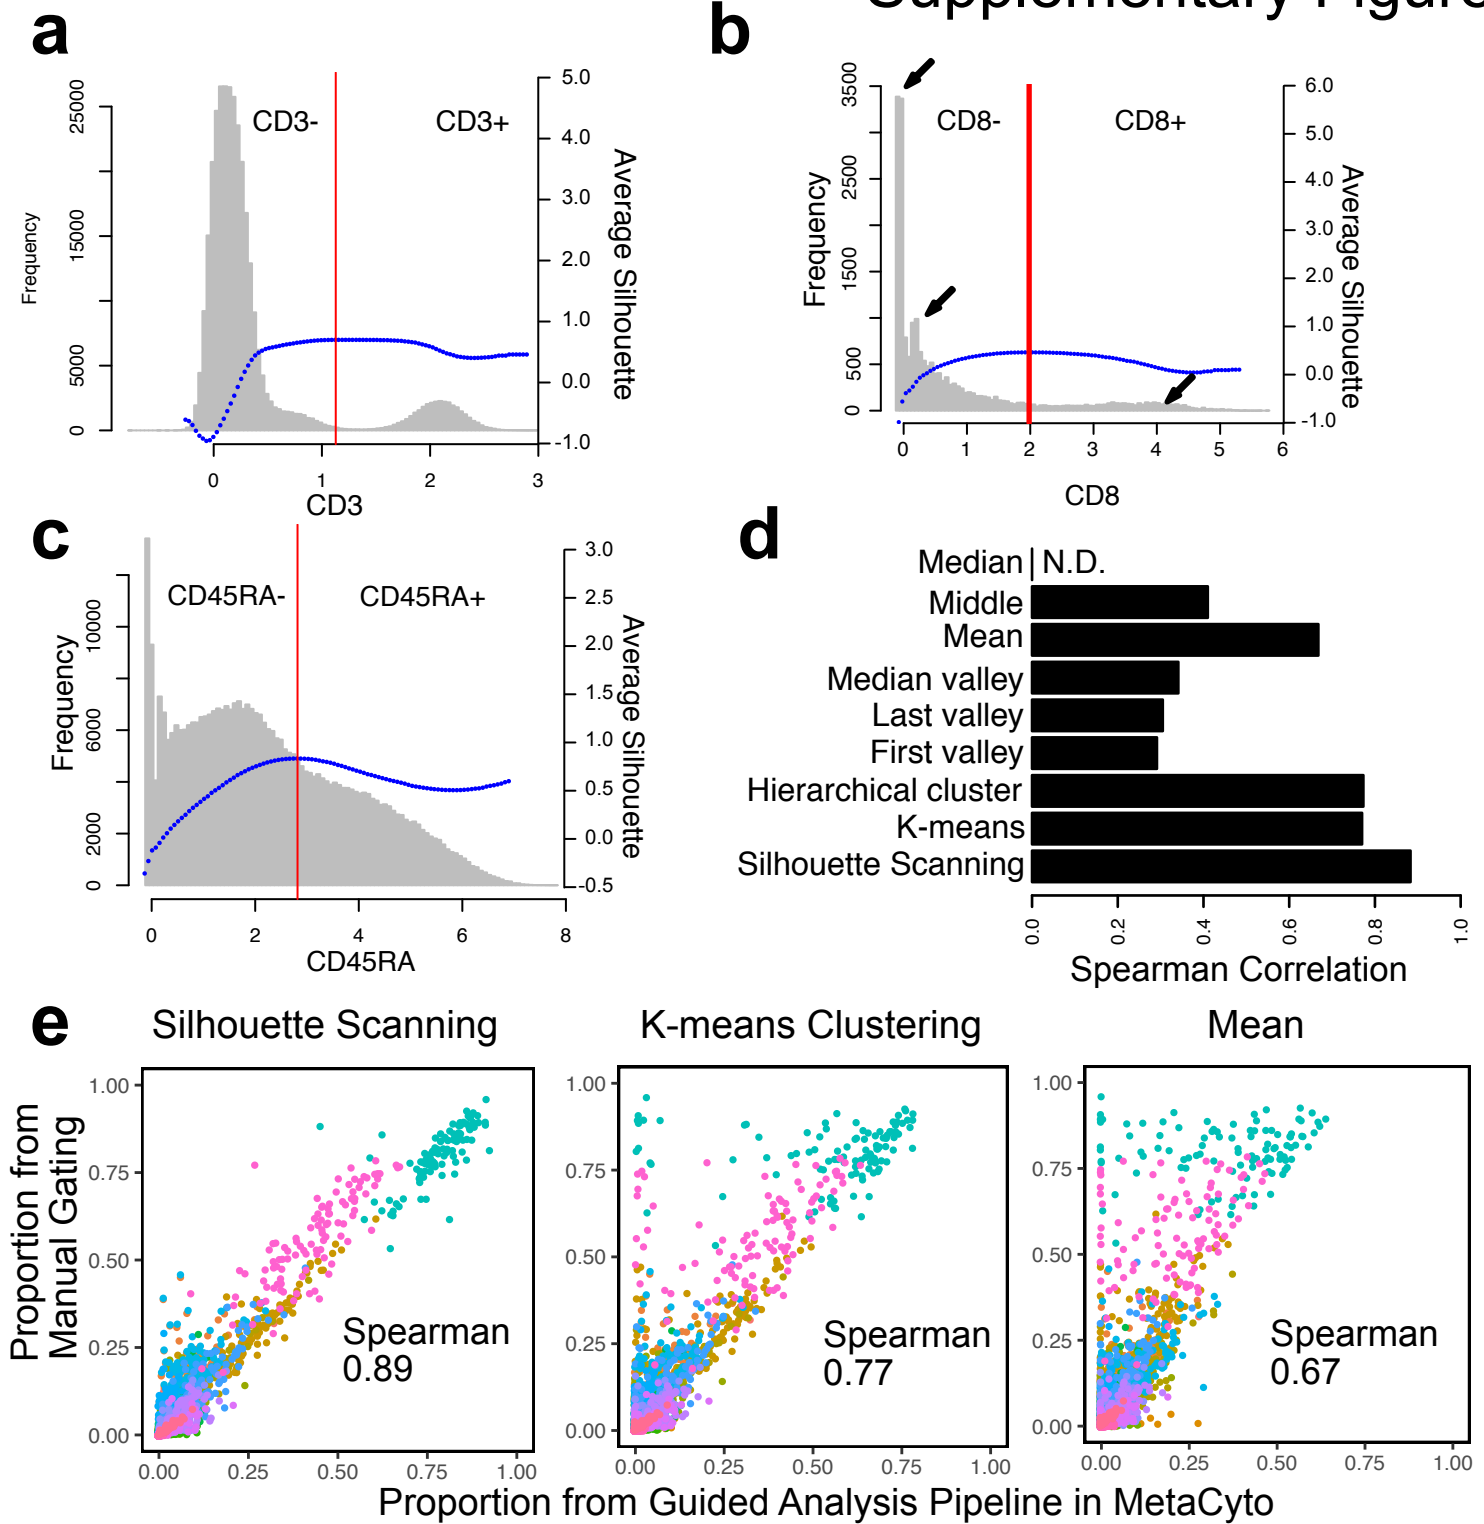 Supplementary Figure
a
CD3-
CD3+
Frequency
0
5000
15000
25000
-1.0
0.0
1.0
2.0
3.0
4.0
5.0
Average Silhouette
0
1
2
3
CD3
b
CD8-
CD8+
Frequency
0
500
1500
2500
3500
-1.0
0.0
1.0
2.0
3.0
4.0
5.0
6.0
Average Silhouette
0
1
2
3
4
5
6
CD8
c
CD45RA-
CD45RA+
Frequency
0
2000
6000
10000
-0.5
0.0
0.5
1.0
1.5
2.0
2.5
3.0
Average Silhouette
0
2
4
6
8
CD45RA
d
Median
N.D.
Middle
Mean
Median valley
Last valley
First valley
Hierarchical cluster
K-means
Silhouette Scanning
0.0
0.2
0.4
0.6
0.8
1.0
Spearman Correlation
e
Silhouette Scanning
K-means Clustering
Mean
Proportion from
Manual Gating
1.00
0.75
0.50
0.25
0.00
Spearman
0.89
0.00
0.25
0.50
0.75
1.00
1.00
0.75
0.50
0.25
0.00
Spearman
0.77
0.00
0.25
0.50
0.75
1.00
1.00
0.75
0.50
0.25
0.00
Spearman
0.67
0.00
0.25
0.50
0.75
1.00
Proportion from Guided Analysis Pipeline in MetaCyto